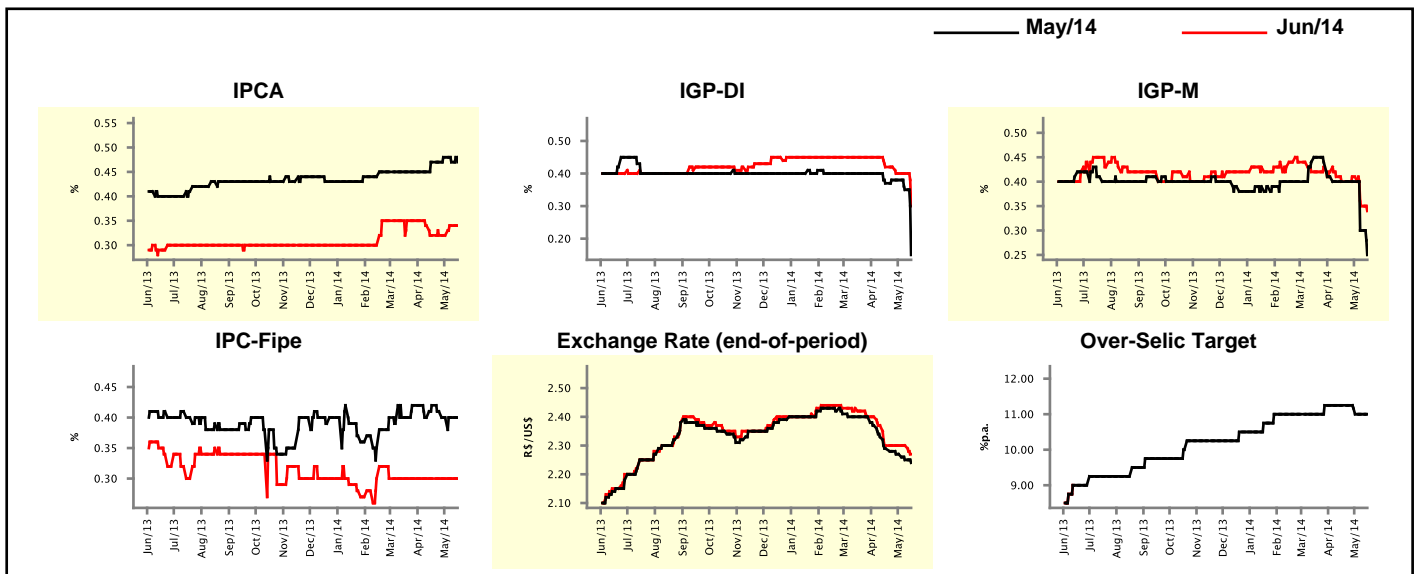 May/14 Jun/14
IPCA
%
0.55
0.50
0.45
0.40
0.35
0.30
Jun/13 Jul/13 Aug/13 Sep/13 Oct/13 Nov/13 Dec/13 Jan/14 Feb/14 Mar/14 Apr/14 May/14
IGP-DI
%
0.50
0.40
0.30
0.20
Jun/13 Jul/13 Aug/13 Sep/13 Oct/13 Nov/13 Dec/13 Jan/14 Feb/14 Mar/14 Apr/14 May/14
IGP-M
%
0.50
0.45
0.40
0.35
0.30
0.25
Jun/13 Jul/13 Aug/13 Sep/13 Oct/13 Nov/13 Dec/13 Jan/14 Feb/14 Mar/14 Apr/14 May/14
IPC-Fipe
%
0.45
0.40
0.35
0.30
Jun/13 Jul/13 Aug/13 Sep/13 Oct/13 Nov/13 Dec/13 Jan/14 Feb/14 Mar/14 Apr/14 May/14
Exchange Rate (end-of-period)
R$/US$
2.50
2.40
2.30
2.20
2.10
Jun/13 Jul/13 Aug/13 Sep/13 Oct/13 Nov/13 Dec/13 Jan/14 Feb/14 Mar/14 Apr/14 May/14
Over-Selic Target
%p.a.
12.00
11.00
10.00
9.00
Jun/13 Jul/13 Aug/13 Sep/13 Oct/13 Nov/13 Dec/13 Jan/14 Feb/14 Mar/14 Apr/14 May/14